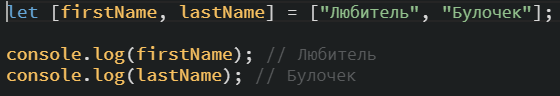 let [firstName, lastName] = ["Любитель", "Булочек"];
console.log(firstName); // Любитель
console.log(lastName); // Булочек